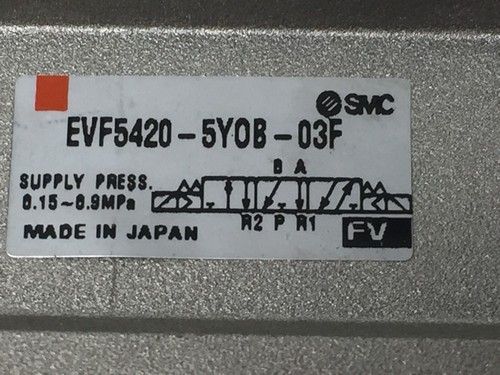 SMC
EVF5420-5YOB-03F
B A
SUPPLY PRESS.
0.15~0.9MPa
R2 P R1
MADE IN JAPAN
FV